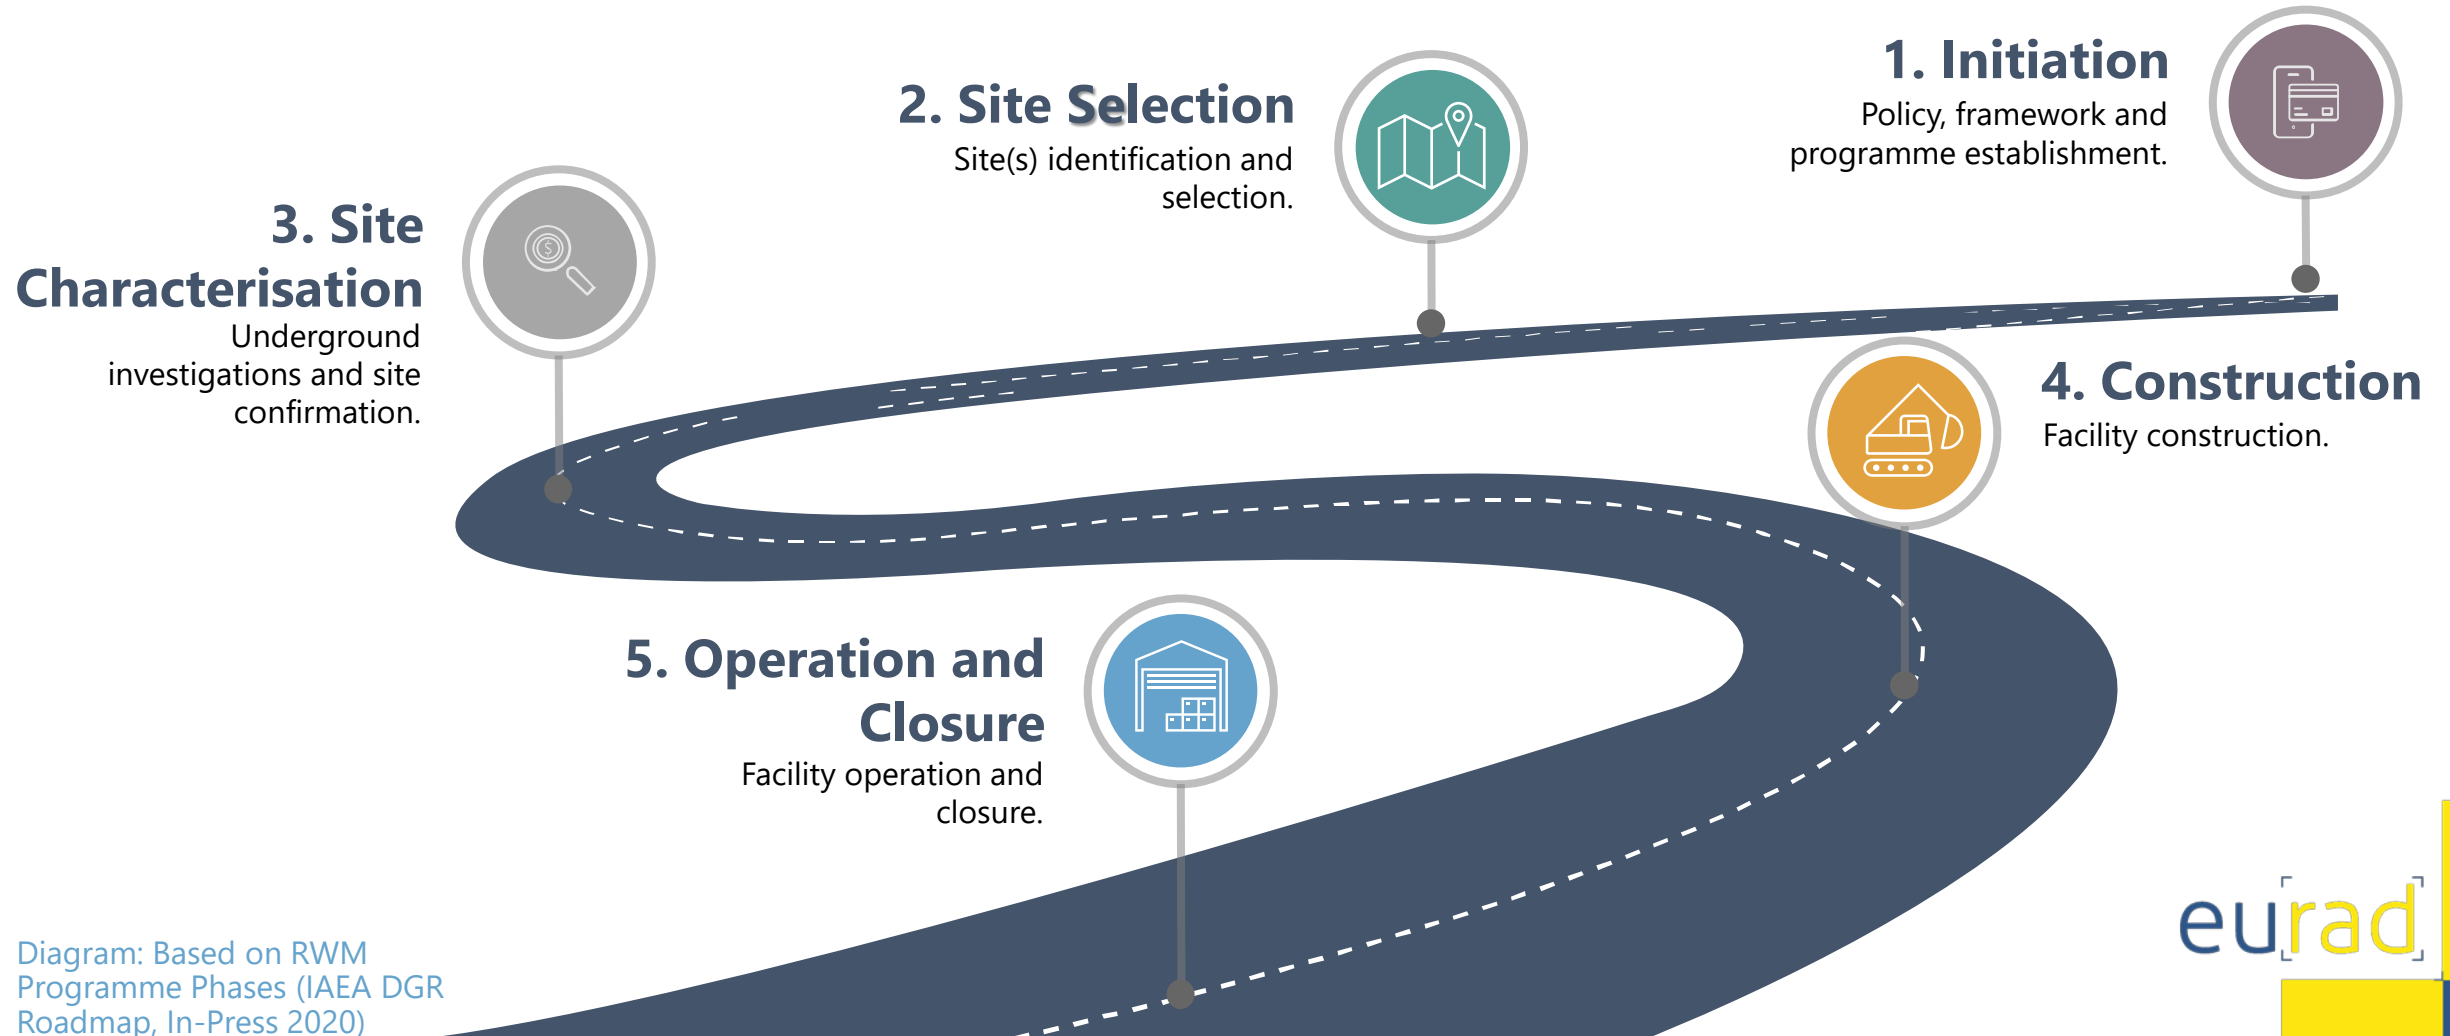 1. Initiation
Policy, framework and
programme establishment.
2. Site Selection
Site(s) identification and
selection.
3. Site
Characterisation
Underground
investigations and site
confirmation.
4. Construction
Facility construction.
5. Operation and
Closure
Facility operation and
closure.
Diagram: Based on RWM
Programme Phases (IAEA DGR
Roadmap, In-Press 2020)
eurad